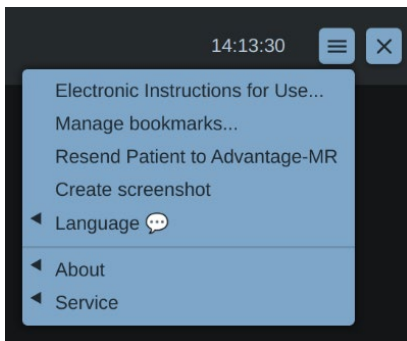 14:13:30
Electronic Instructions for Use...
Manage bookmarks...
Resend Patient to Advantage-MR
Create screenshot
Language
About
Service